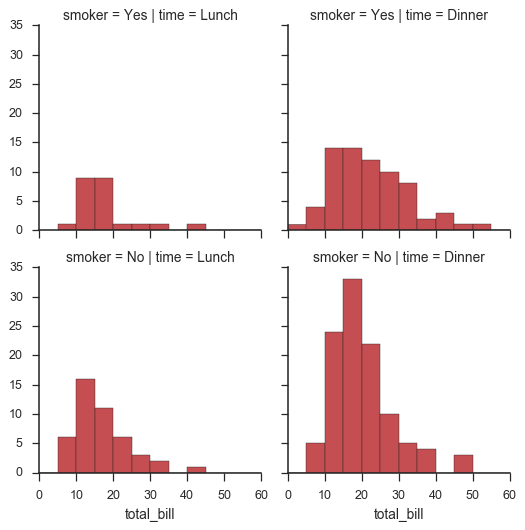 smoker = Yes | time = Lunch
smoker = Yes | time = Dinner
35
30
25
20
15
10
5
0
smoker = No | time = Lunch
smoker = No | time = Dinner
35
30
25
20
15
10
5
0
0 10 20 30 40 50 60
0 10 20 30 40 50 60
total_bill
total_bill